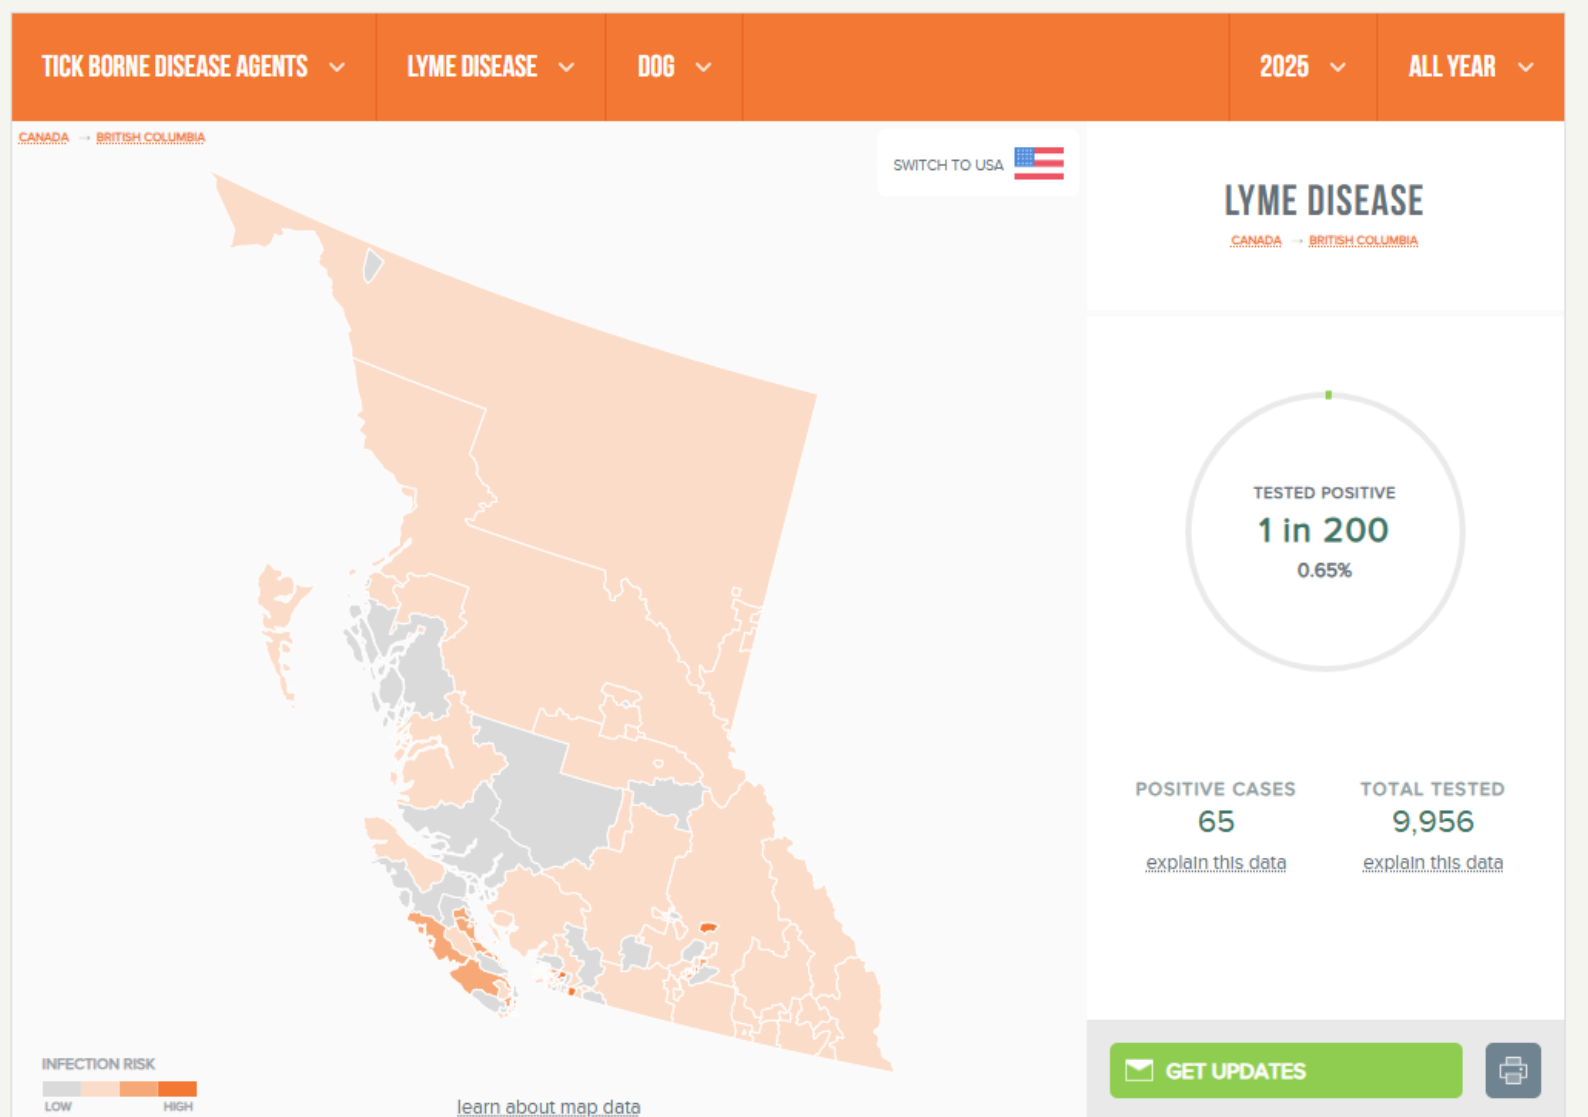 TICK BORNE DISEASE AGENTS
LYME DISEASE
DOG
2025
ALL YEAR
CANADA → BRITISH COLUMBIA
SWITCH TO USA
LYME DISEASE
CANADA → BRITISH COLUMBIA
TESTED POSITIVE
1 in 200
0.65%
POSITIVE CASES
65
explain this data
TOTAL TESTED
9,956
explain this data
INFECTION RISK
LOW
HIGH
learn about map data
GET UPDATES